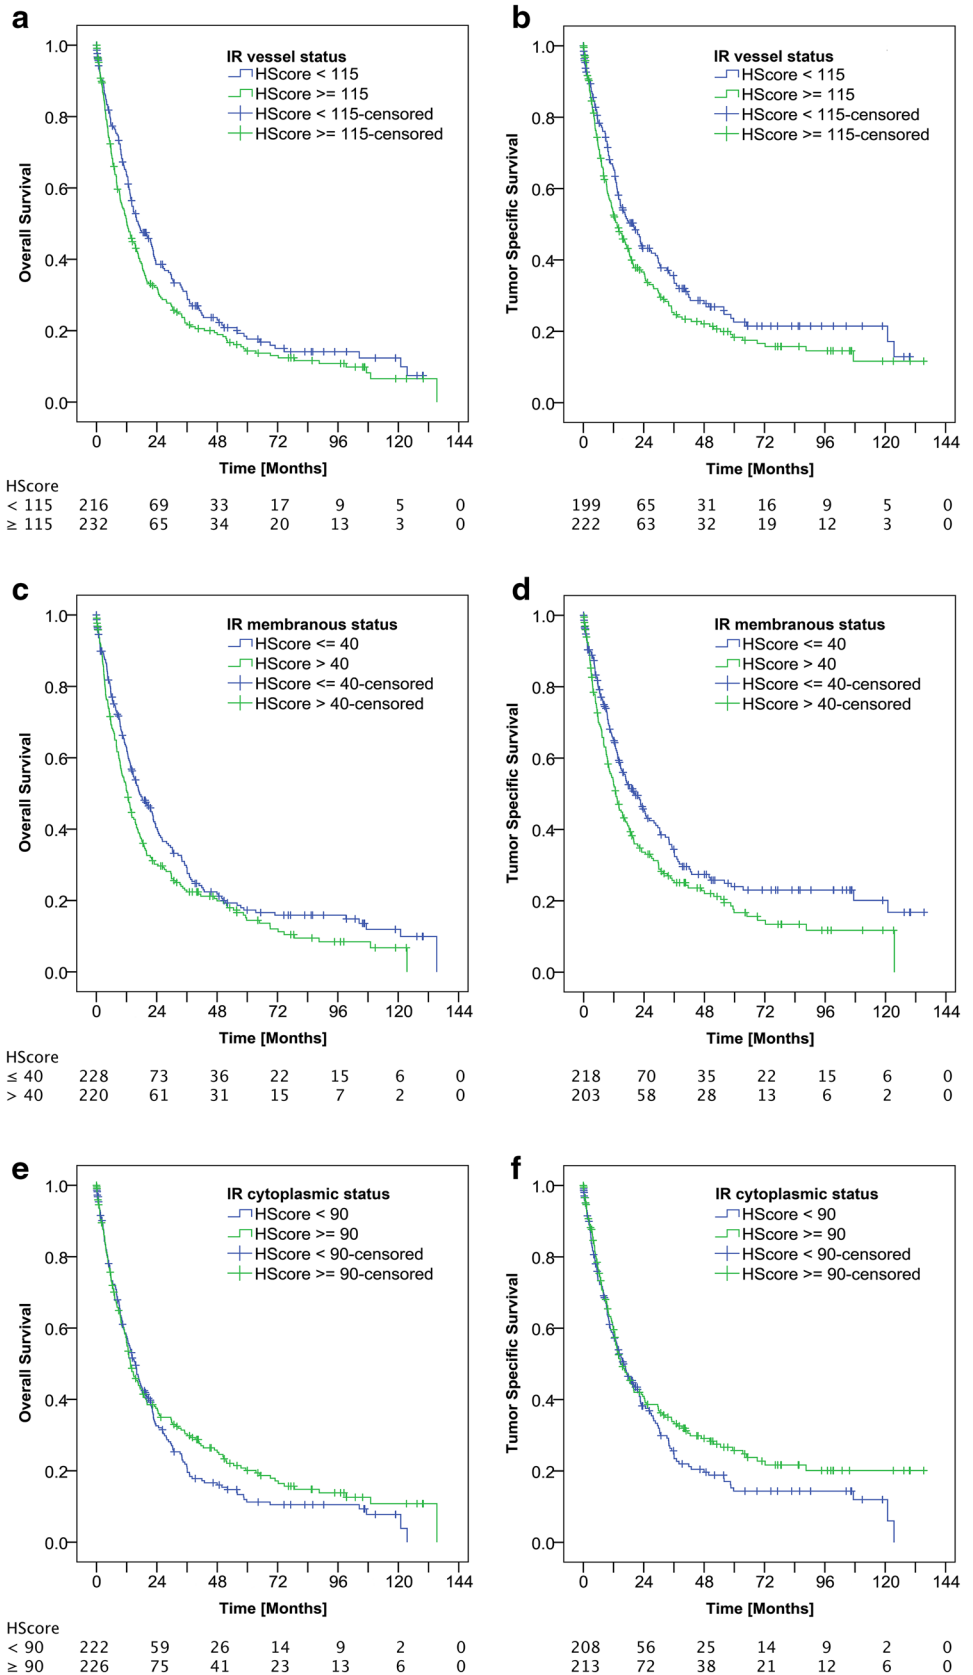 a
IR vessel status
HScore < 115
HScore >= 115
HScore < 115-censored
HScore >= 115-censored
Overall Survival
1.0
0.8
0.6
0.4
0.2
0.0
0 24 48 72 96 120 144
Time [Months]
HScore
< 115 216 69 33 17 9 5 0
≥ 115 232 65 34 20 13 3 0
b
IR vessel status
HScore < 115
HScore >= 115
HScore < 115-censored
HScore >= 115-censored
Tumor Specific Survival
1.0
0.8
0.6
0.4
0.2
0.0
0 24 48 72 96 120 144
Time [Months]
199 65 31 16 9 5 0
222 63 32 19 12 3 0
c
IR membranous status
HScore <= 40
HScore > 40
HScore <= 40-censored
HScore > 40-censored
Overall Survival
1.0
0.8
0.6
0.4
0.2
0.0
0 24 48 72 96 120 144
Time [Months]
HScore
≤ 40 228 73 36 22 15 6 0
> 40 220 61 31 15 7 2 0
d
IR membranous status
HScore <= 40
HScore > 40
HScore <= 40-censored
HScore > 40-censored
Tumor Specific Survival
1.0
0.8
0.6
0.4
0.2
0.0
0 24 48 72 96 120 144
Time [Months]
218 70 35 22 15 6 0
203 58 28 13 6 2 0
e
IR cytoplasmic status
HScore < 90
HScore >= 90
HScore < 90-censored
HScore >= 90-censored
Overall Survival
1.0
0.8
0.6
0.4
0.2
0.0
0 24 48 72 96 120 144
Time [Months]
HScore
< 90 222 59 26 14 9 2 0
≥ 90 226 75 41 23 13 6 0
f
IR cytoplasmic status
HScore < 90
HScore >= 90
HScore < 90-censored
HScore >= 90-censored
Tumor Specific Survival
1.0
0.8
0.6
0.4
0.2
0.0
0 24 48 72 96 120 144
Time [Months]
208 56 25 14 9 2 0
213 72 38 21 12 6 0